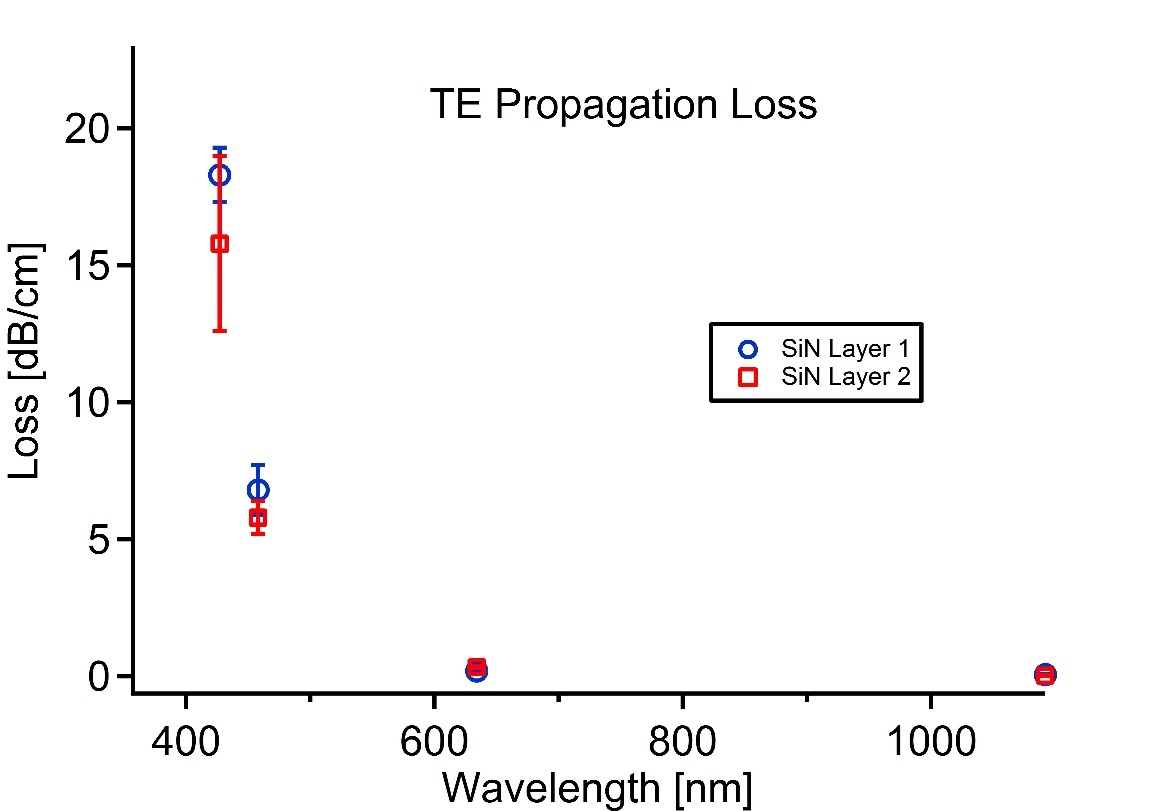 TE Propagation Loss
20
15
10
5
0
Loss [dB/cm]
SiN Layer 1
SiN Layer 2
400 600 800 1000
Wavelength [nm]